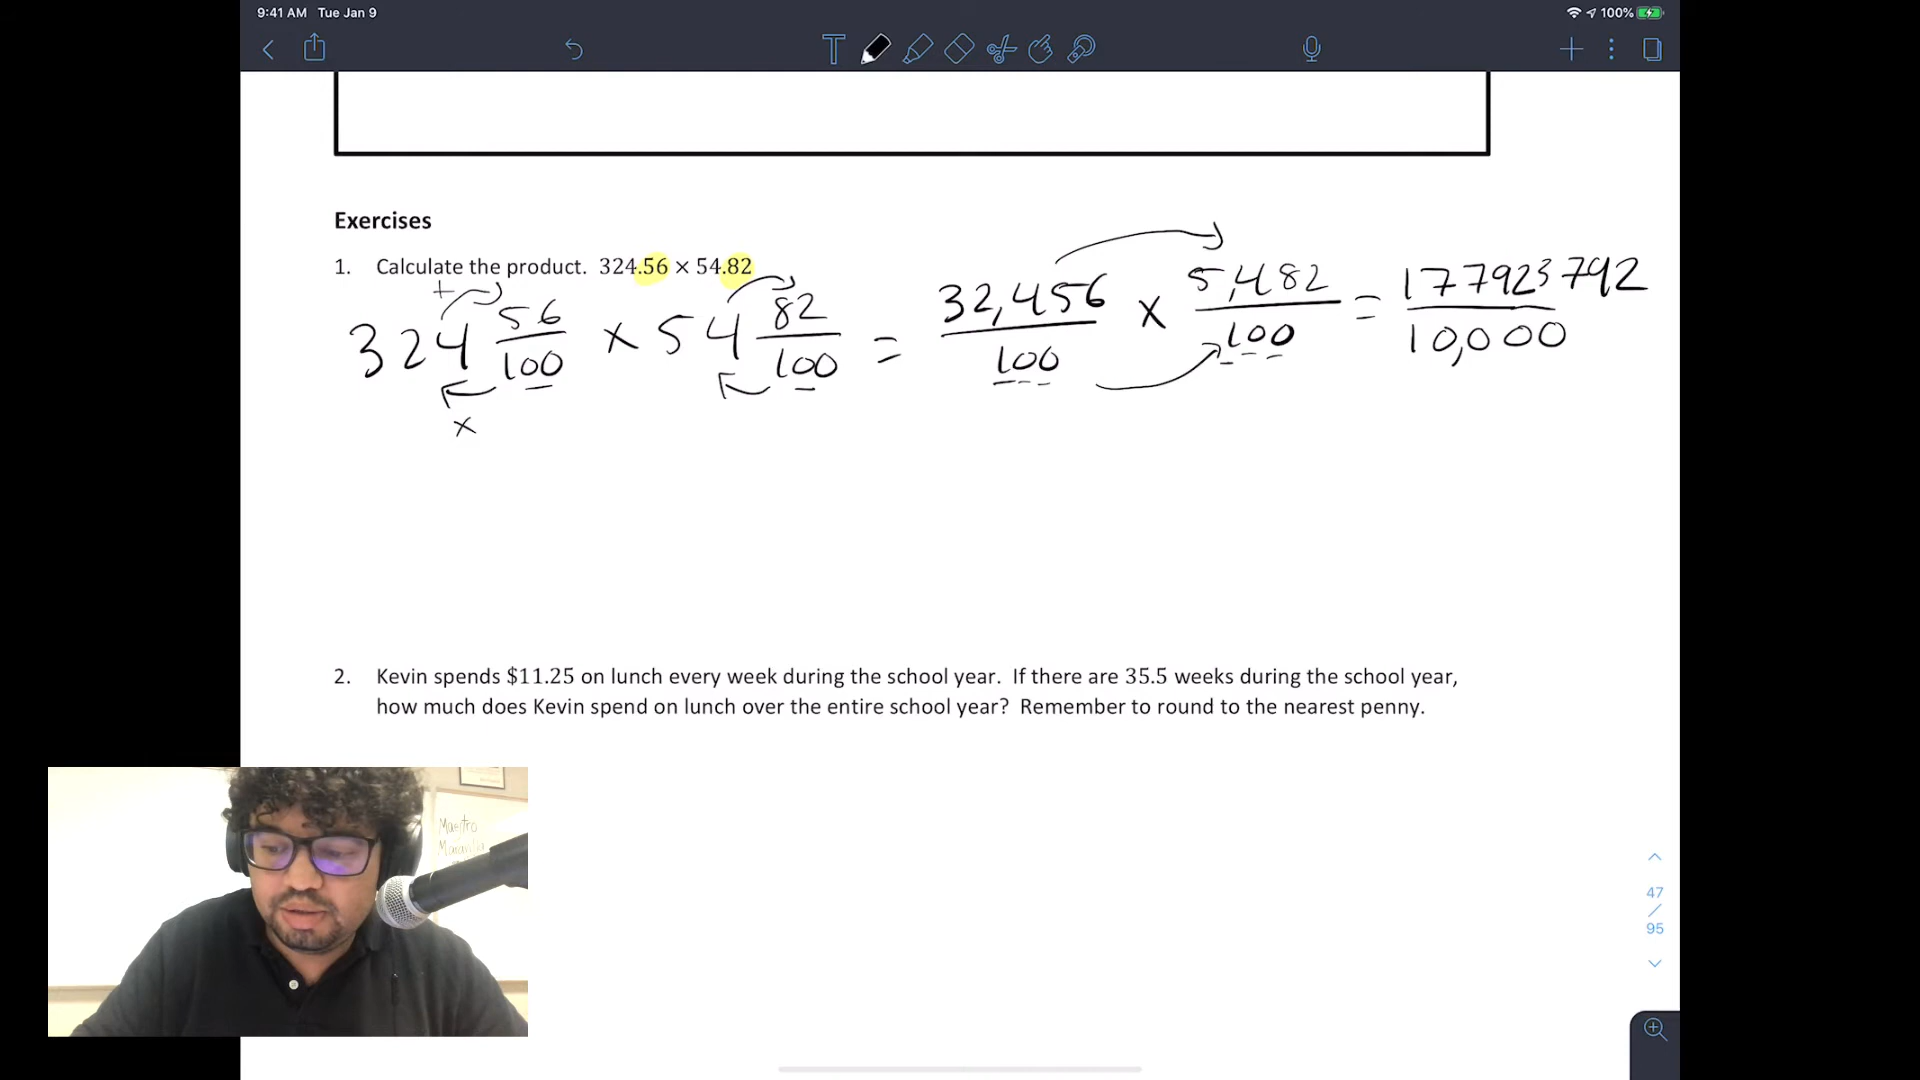 9:41 AM Tue Jan 9 100%
Exercises
1. Calculate the product. 324.56 × 54.82
+
324 56/100 × 54 82/100 = 32,456/100 × 5,482/100 = 177923792/10,000
×
2. Kevin spends $11.25 on lunch every week during the school year. If there are 35.5 weeks during the school year,
how much does Kevin spend on lunch over the entire school year? Remember to round to the nearest penny.
Maestro
47
/
95